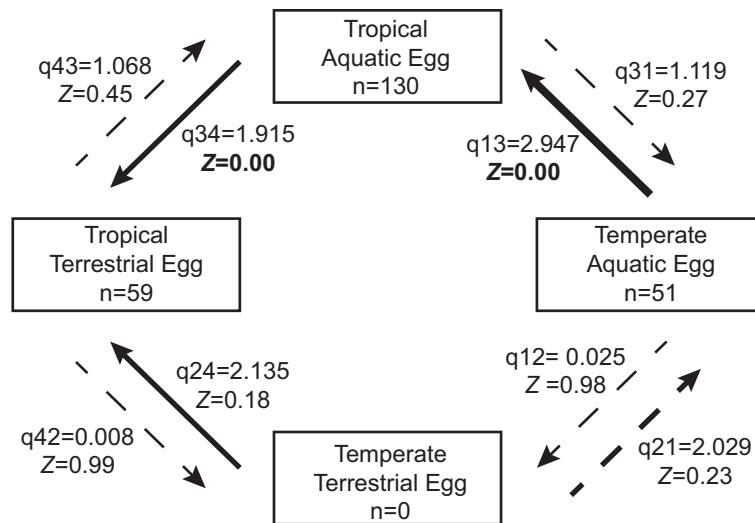 Tropical
Aquatic Egg
n=130
q43=1.068
Z=0.45
q31=1.119
Z=0.27
q34=1.915
Z=0.00
q13=2.947
Z=0.00
Tropical
Terrestrial Egg
n=59
Temperate
Aquatic Egg
n=51
q24=2.135
Z=0.18
q12= 0.025
Z =0.98
q42=0.008
Z=0.99
q21=2.029
Z=0.23
Temperate
Terrestrial Egg
n=0